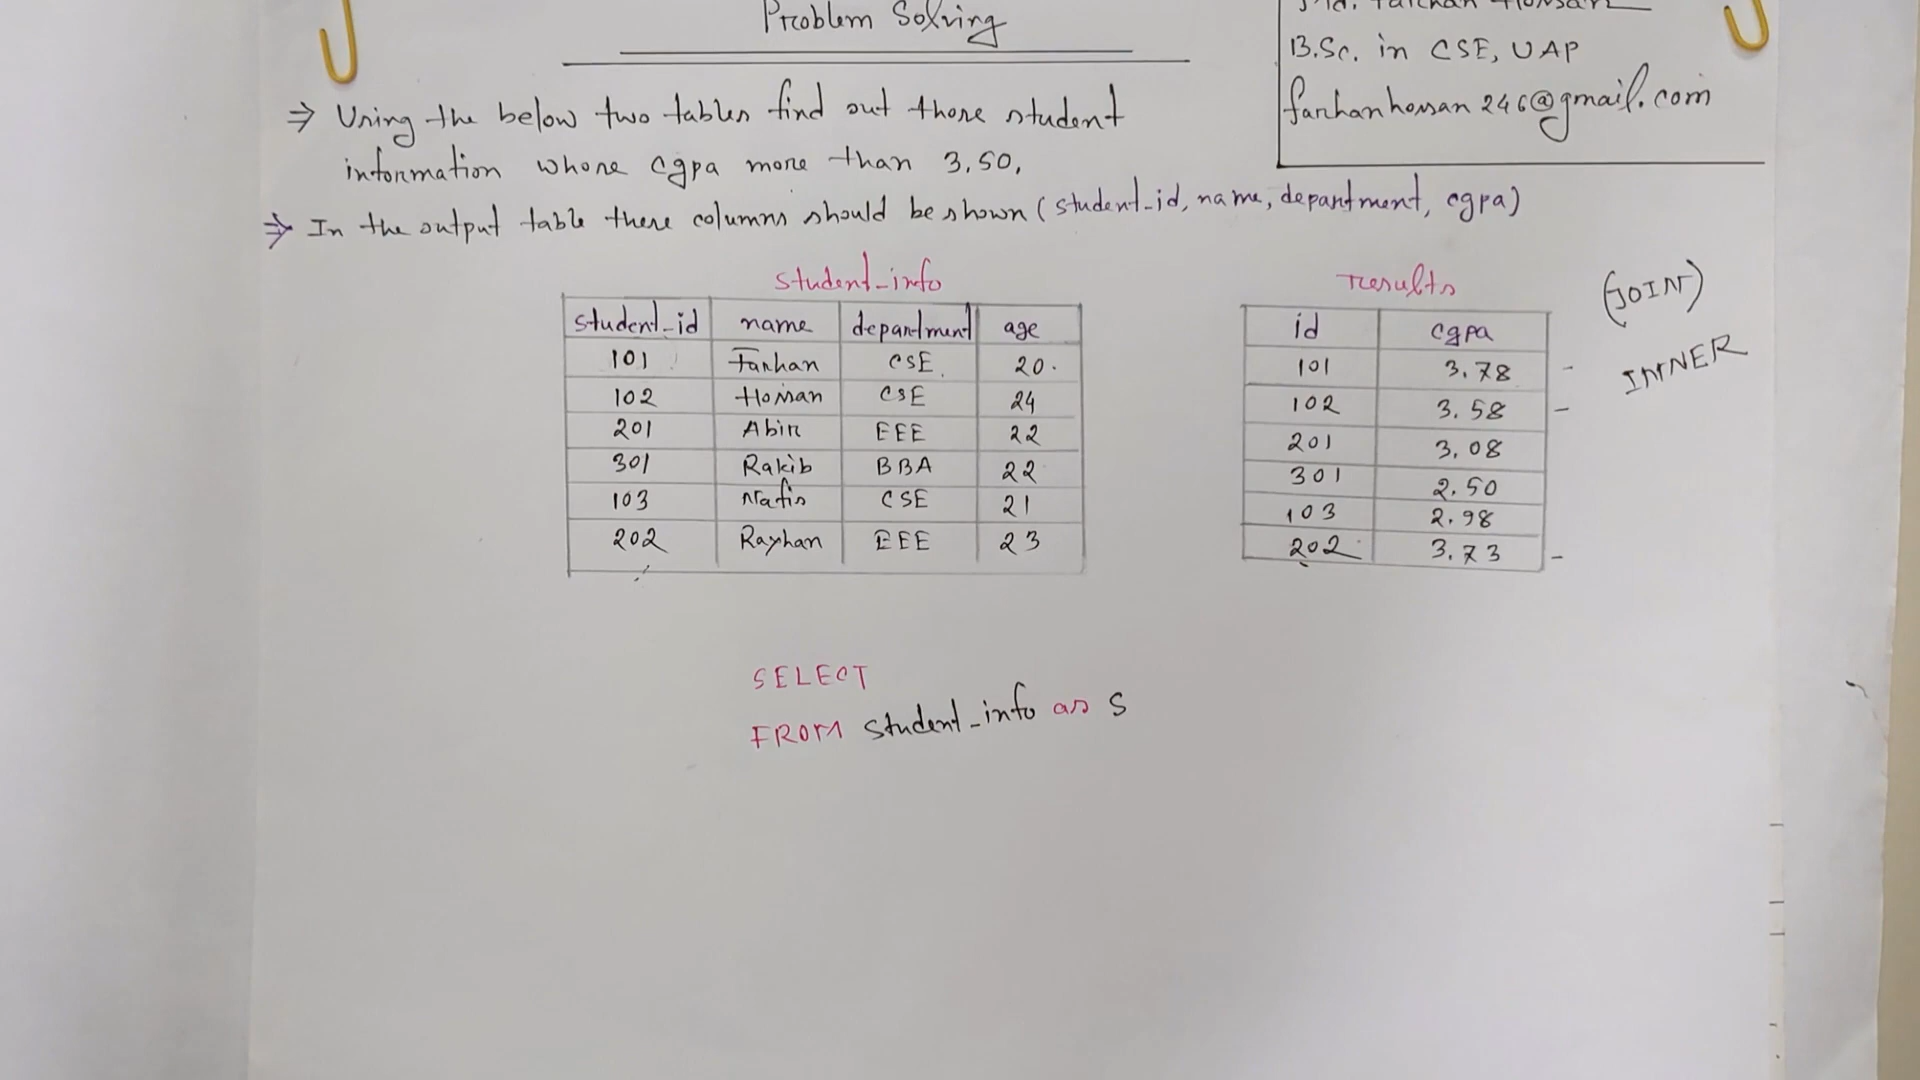 Problem Solving
B.Sc. in CSE, UAP
farhanhossan246@gmail.com
⇒ Using the below two tables find out those student
information whose cgpa more than 3.50.
⇒ In the output table these columns should be shown (student_id, name, department, cgpa)
student_info
student_id name department age
101 Farhan CSE 20
102 Hossan CSE 24
201 Abir EEE 22
301 Rakib BBA 22
103 Nafis CSE 21
202 Rayhan EEE 23
results
id cgpa
101 3.78
102 3.58
201 3.08
301 2.50
103 2.98
202 3.73
(JOIN)
INNER
SELECT
FROM student_info as S